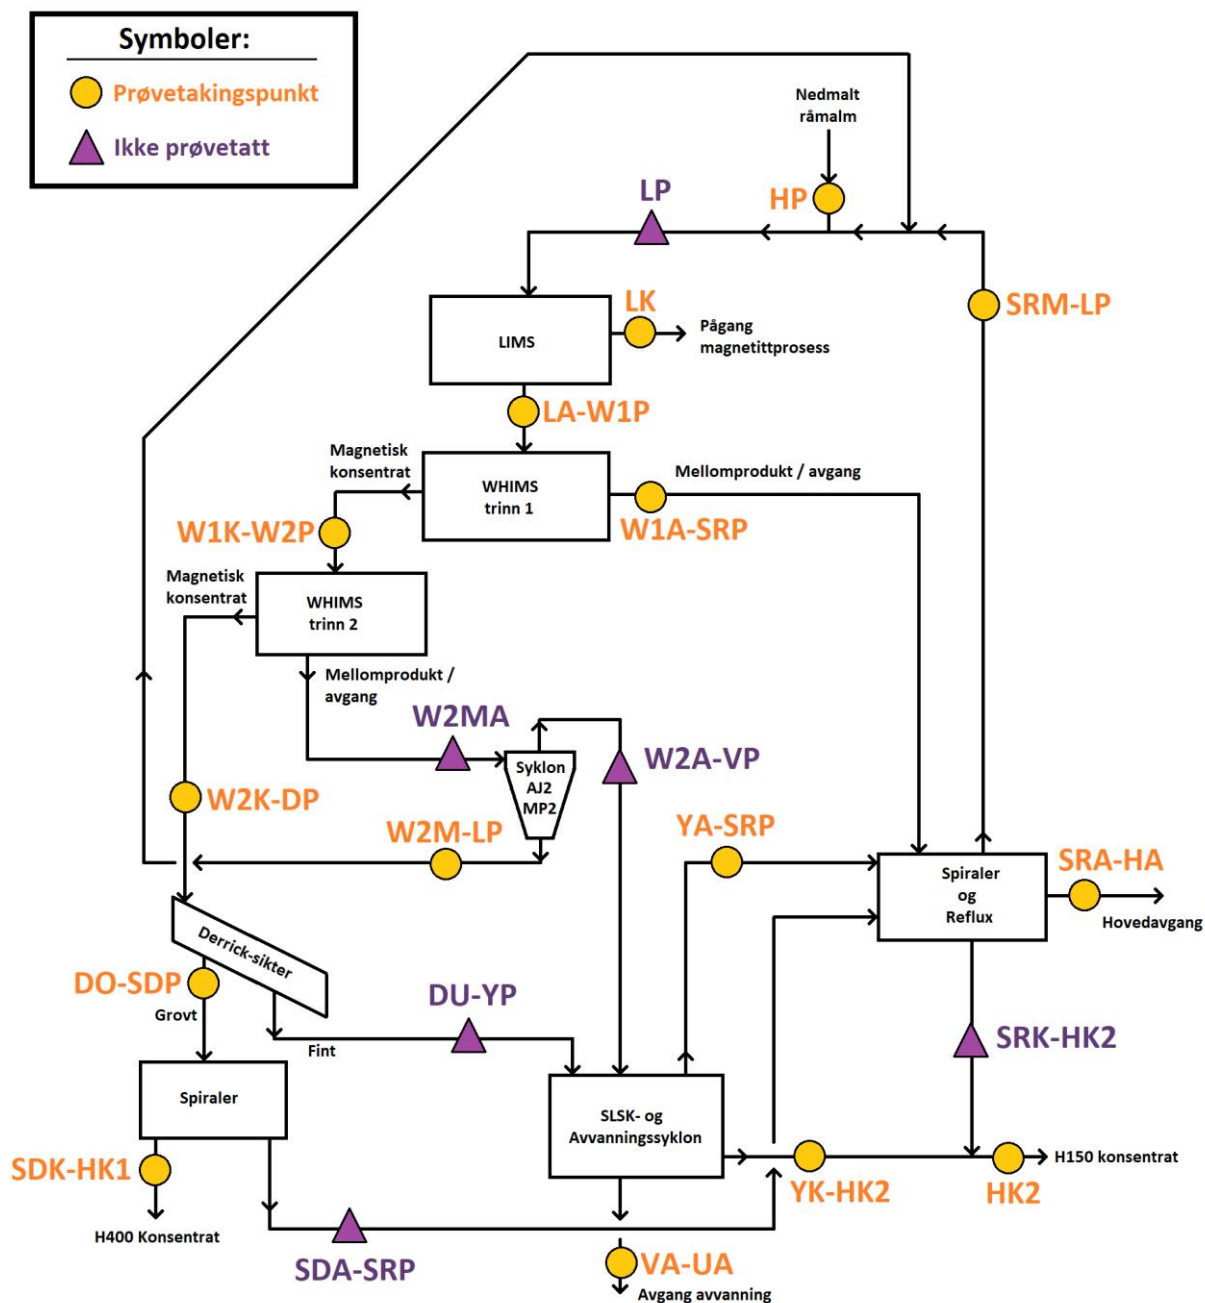 Symboler:
Prøvetakingspunkt
Ikke prøvetatt
Nedmalt
råmalm
LP
HP
SRM-LP
LK
LIMS
Pågang
magnetittprosess
LA-W1P
Magnetisk
konsentrat
Mellomprodukt / avgang
WHIMS
trinn 1
W1K-W2P
W1A-SRP
Magnetisk
konsentrat
WHIMS
trinn 2
Mellomprodukt /
avgang
W2MA
W2A-VP
Syklon
AJ2
MP2
W2K-DP
W2M-LP
YA-SRP
SRA-HA
Spiraler
og
Reflux
Hovedavgang
Derrick-sikter
DO-SDP
Grovt
DU-YP
Fint
SRK-HK2
Spiraler
SLSK- og
Avvanningssyklon
SDK-HK1
H150 konsentrat
YK-HK2
HK2
H400 Konsentrat
SDA-SRP
VA-UA
Avgang avvanning